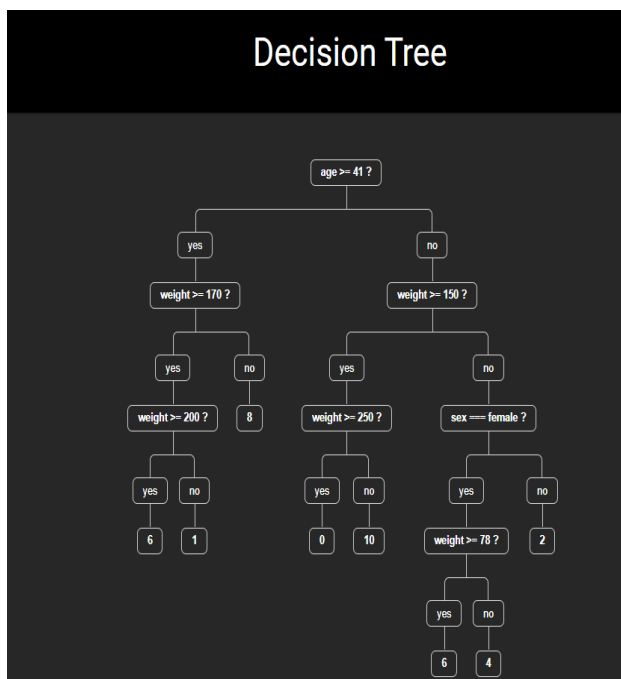 Decision Tree
age >= 41 ?
yes no
weight >= 170 ? weight >= 150 ?
yes no yes no
weight >= 200 ? 8 weight >= 250 ? sex === female ?
yes no yes no yes no
6 1 0 10 weight >= 78 ? 2
yes no
6 4